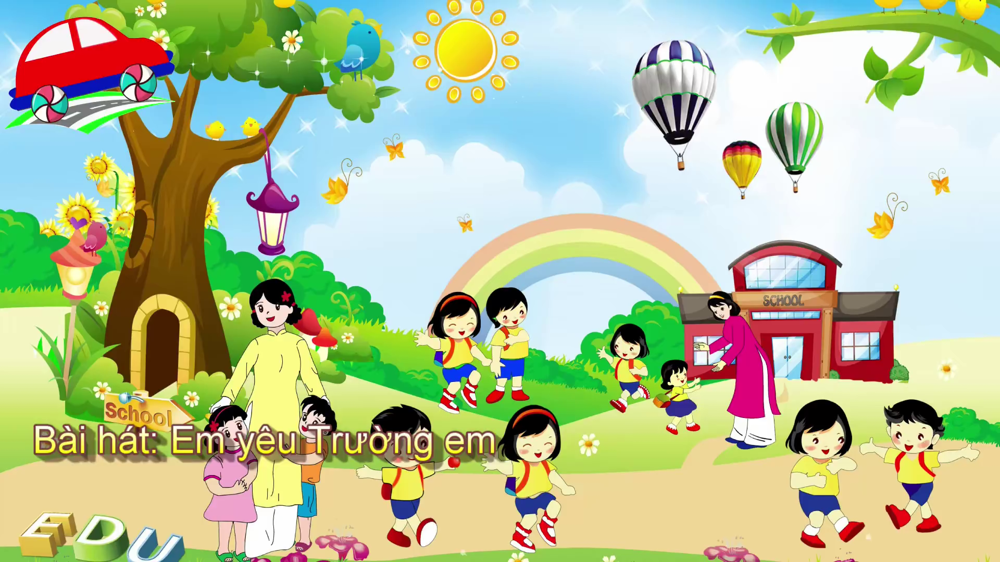 SCHOOL
School
Bài hát: Em yêu Trường em
EDU